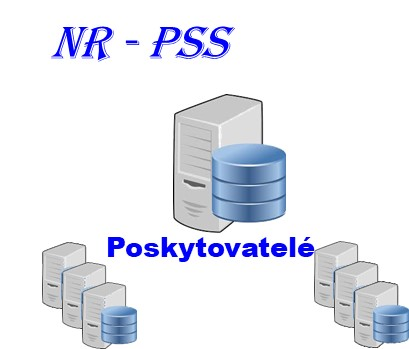 NR - PSS
Poskytovatelé